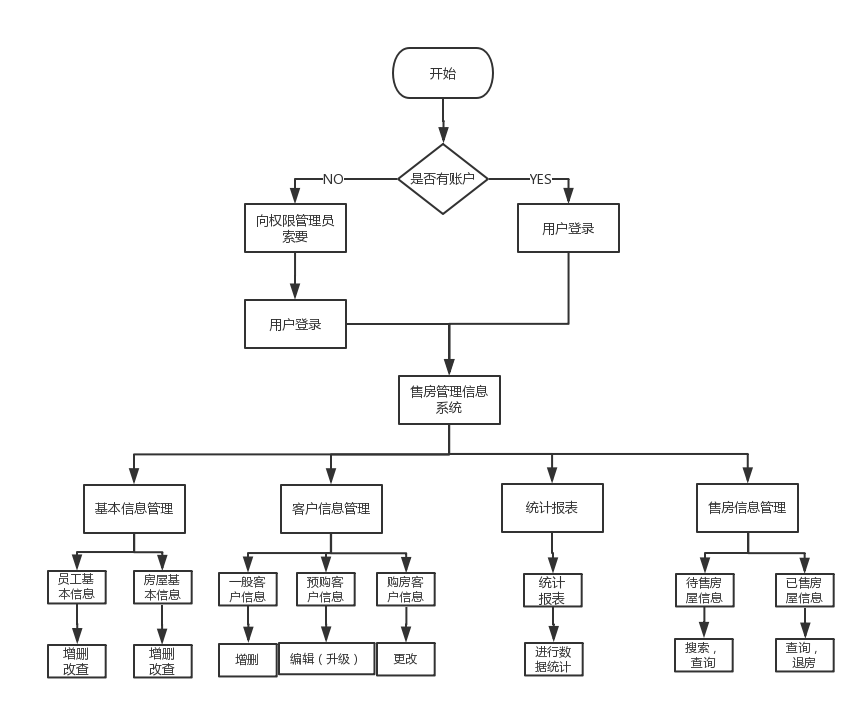 开始
是否有账户
NO
YES
向权限管理员
索要
用户登录
用户登录
售房管理信息
系统
基本信息管理
客户信息管理
统计报表
售房信息管理
员工基
本信息
房屋基
本信息
一般客
户信息
预购客
户信息
购房客
户信息
统计
报表
待售房
屋信息
已售房
屋信息
增删
改查
增删
改查
增删
编辑（升级）
更改
进行数
据统计
搜索，
查询
查询，
退房